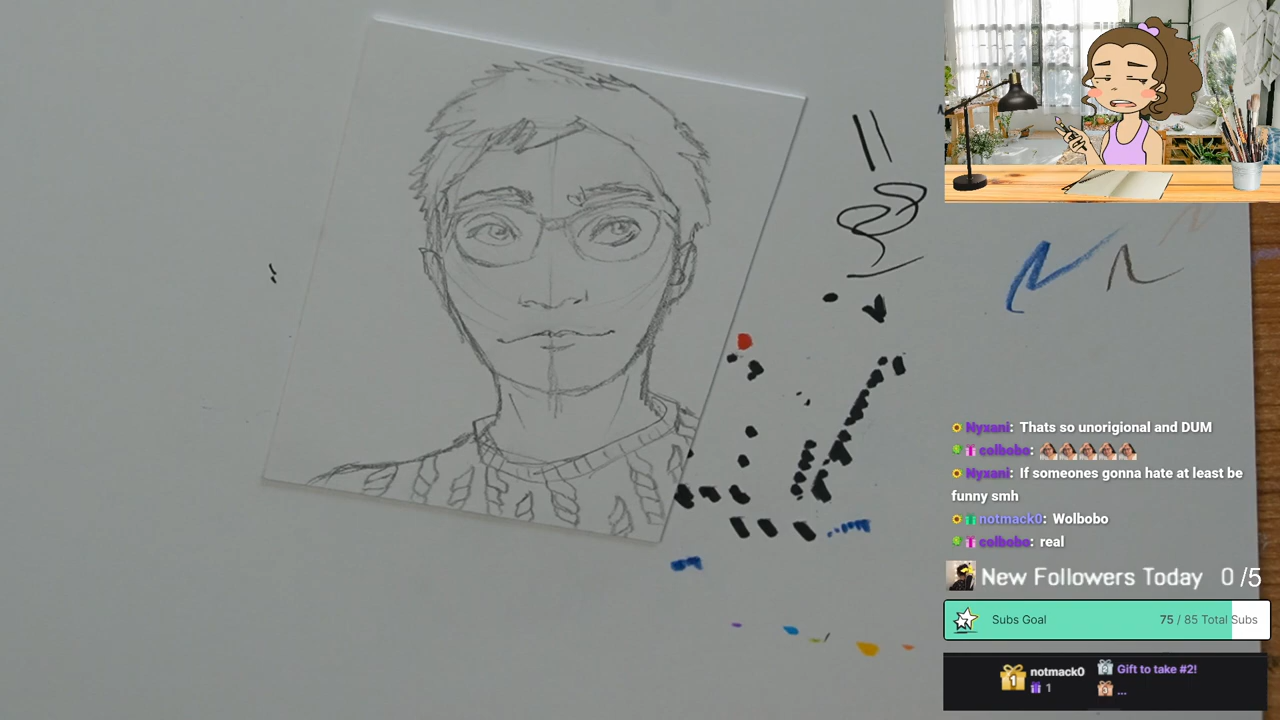 Nyxani: Thats so unorigional and DUM
colbobo:
Nyxani: If someones gonna hate at least be
funny smh
notmack0: Wolbobo
colbobo: real
New Followers Today 0 /5
Subs Goal 75 / 85 Total Subs
1 notmack0 1
Gift to take #2!
...